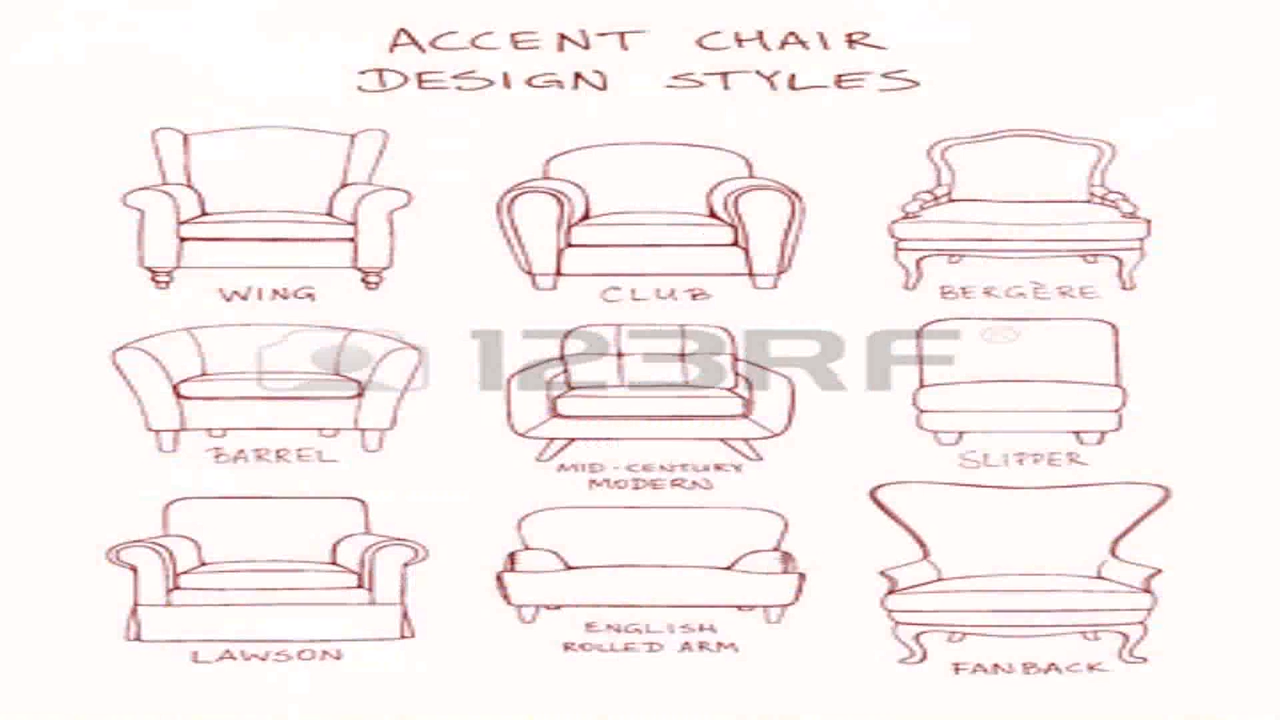 ACCENT CHAIR
DESIGN STYLES
WING
CLUB
BERGÈRE
123RF
BARREL
MID-CENTURY
MODERN
SLIPPER
LAWSON
ENGLISH
ROLLED ARM
FANBACK